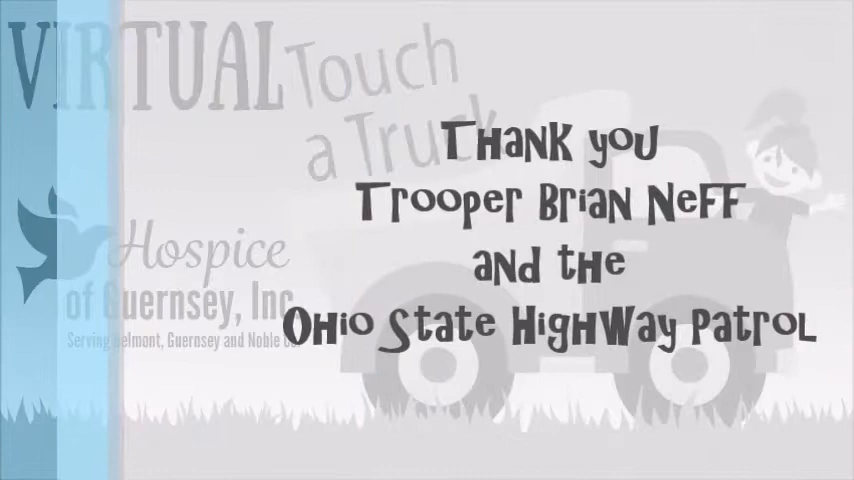 VIRTUAL Touch
a Truck
Thank you
Trooper Brian Neff
and the
Ohio State Highway Patrol
Hospice
of Guernsey, Inc.
Serving Belmont, Guernsey and Noble